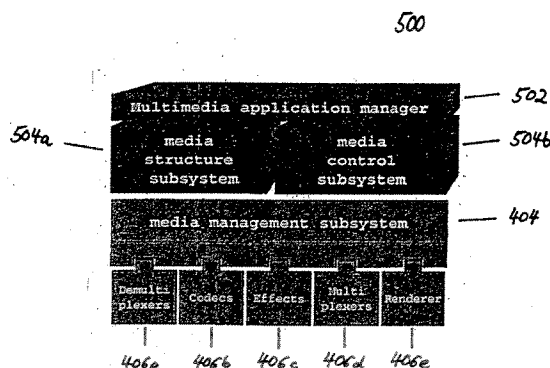 500
Multimedia application manager
502
504a
media
structure
subsystem
media
control
subsystem
504b
media management subsystem
404
Demulti
plexers
Codecs
Effects
Multi
plexers
Renderer
406a
406b
406c
406d
406e